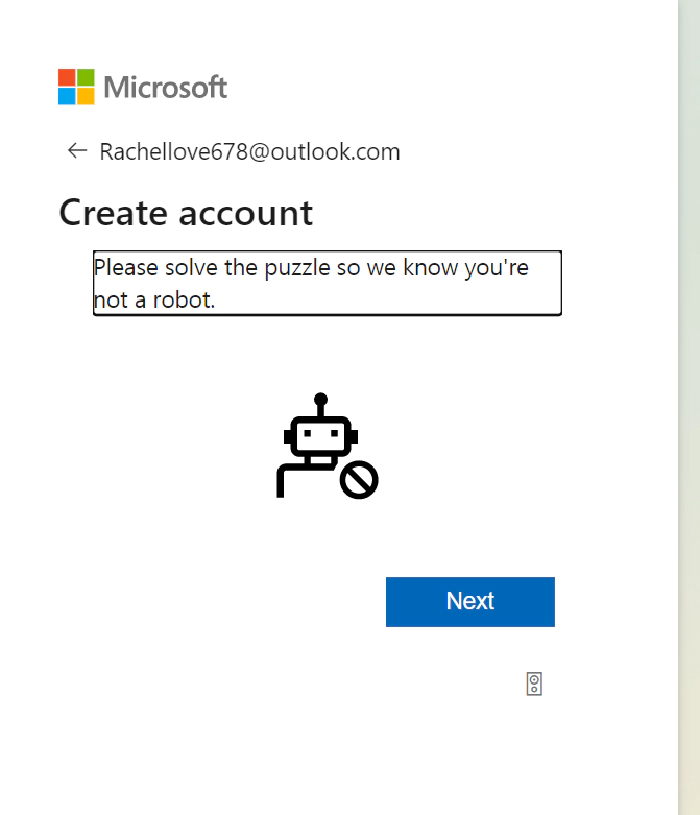 Microsoft
← Rachellove678@outlook.com
Create account
Please solve the puzzle so we know you're
not a robot.
Next